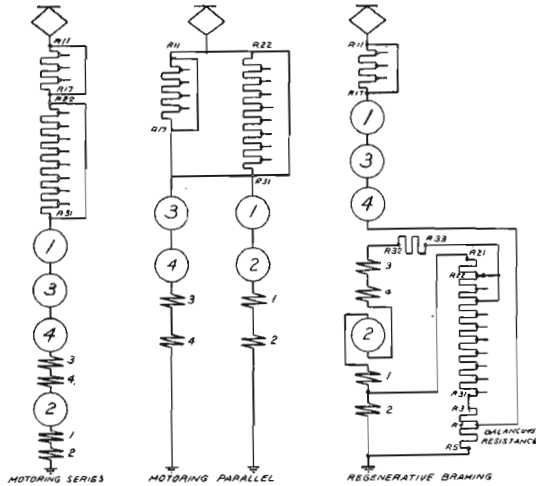 R11
R17
R22
R31
1
3
4
3
4
2
1
2
MOTORING SERIES
R11
R22
R17
R31
3
1
4
2
3
1
4
2
MOTORING PARALLEL
R11
R17
1
3
4
R32
R33
R21
3
R22
4
2
1
R31
R3
2
R4
BALANCING
RESISTANCE
R5
REGENERATIVE BRAKING